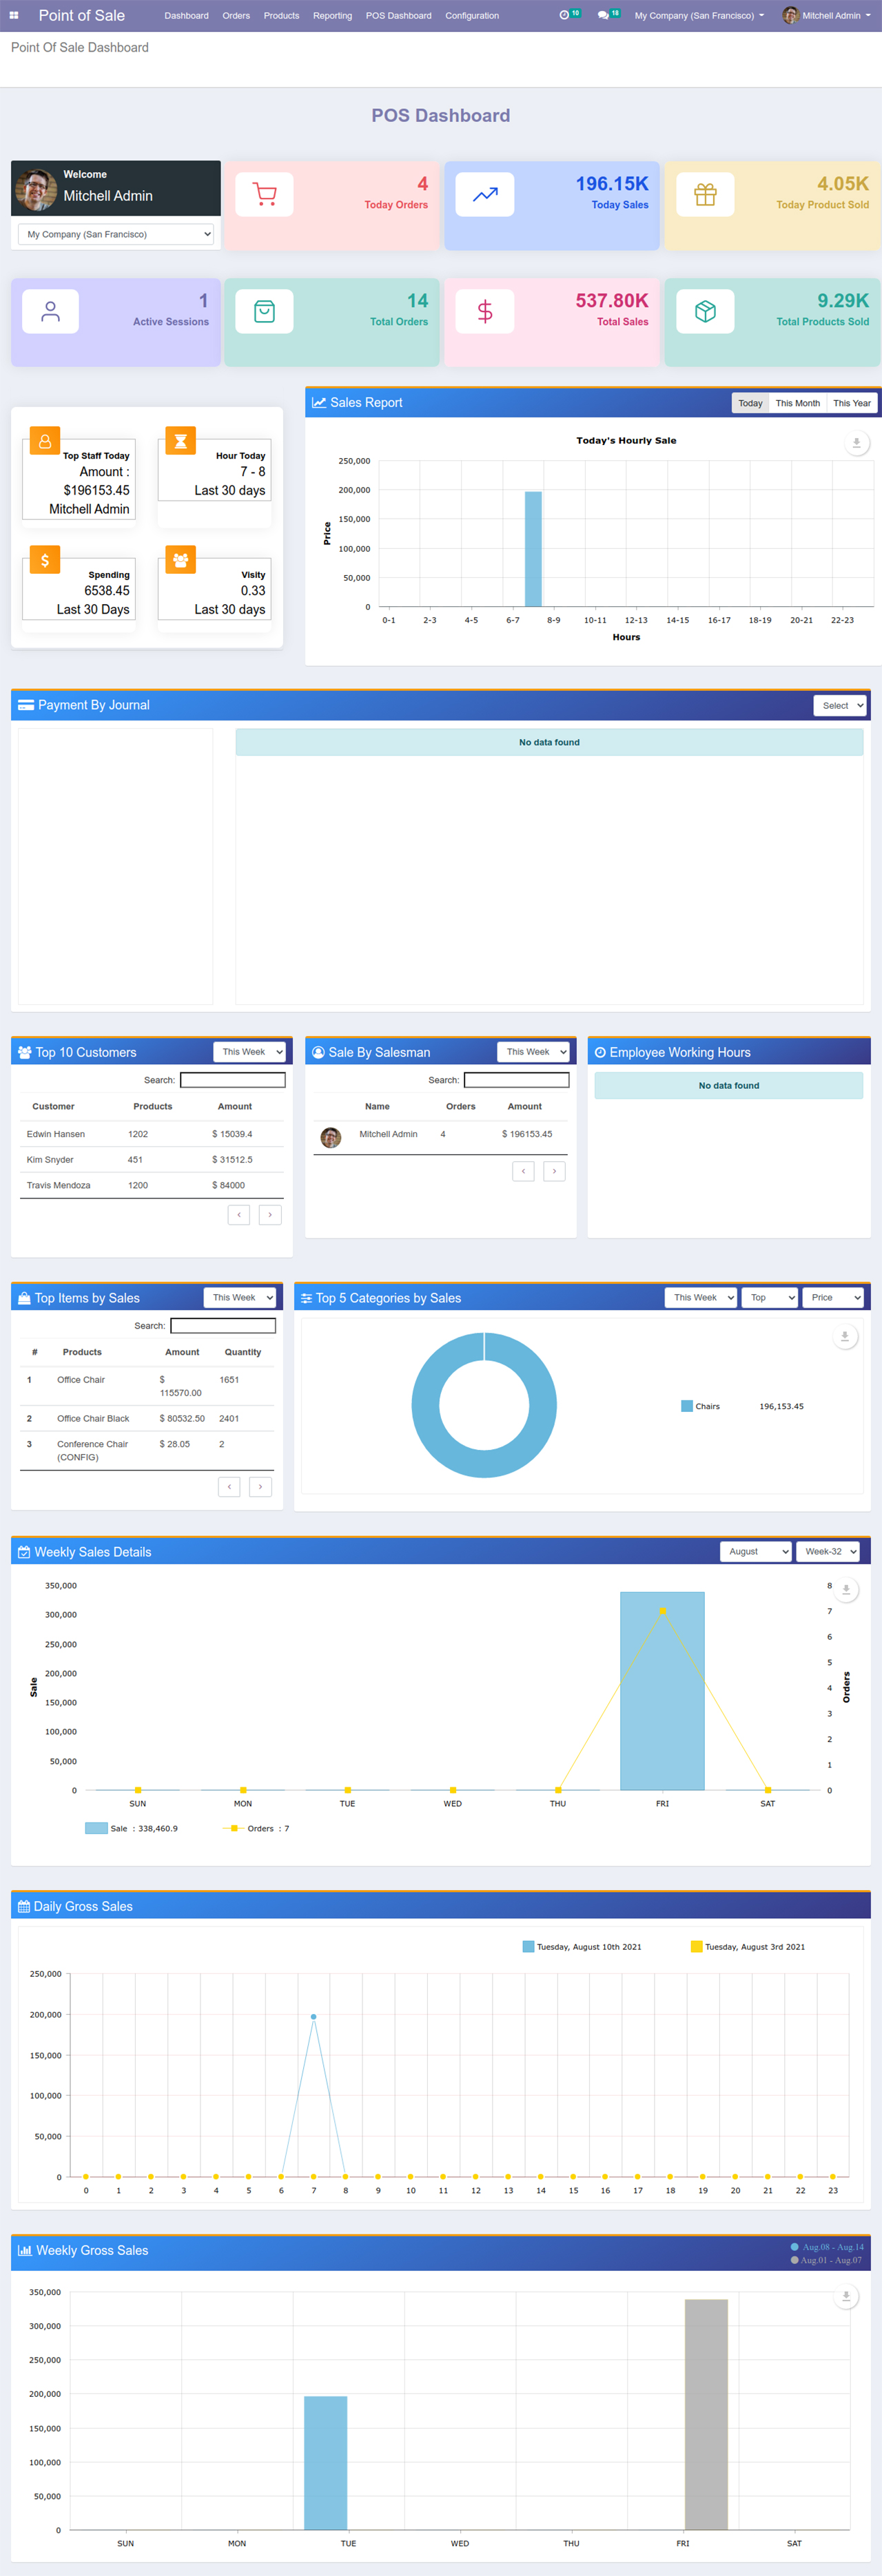 Point of Sale Dashboard Orders Products Reporting POS Dashboard Configuration 10 18 My Company (San Francisco) Mitchell Admin
Point Of Sale Dashboard
POS Dashboard
Welcome
Mitchell Admin
My Company (San Francisco)
4
Today Orders
196.15K
Today Sales
4.05K
Today Product Sold
1
Active Sessions
14
Total Orders
537.80K
Total Sales
9.29K
Total Products Sold
Top Staff Today
Amount :
$196153.45
Mitchell Admin
Hour Today
7 - 8
Last 30 days
Spending
6538.45
Last 30 Days
Visity
0.33
Last 30 days
Sales Report Today This Month This Year
Today's Hourly Sale
250,000
200,000
150,000
100,000
50,000
0
Price
0-1 2-3 4-5 6-7 8-9 10-11 12-13 14-15 16-17 18-19 20-21 22-23
Hours
Payment By Journal Select
No data found
Top 10 Customers This Week
Search:
Customer Products Amount
Edwin Hansen 1202 $ 15039.4
Kim Snyder 451 $ 31512.5
Travis Mendoza 1200 $ 84000
‹ ›
Sale By Salesman This Week
Search:
Name Orders Amount
Mitchell Admin 4 $ 196153.45
‹ ›
Employee Working Hours
No data found
Top Items by Sales This Week
Search:
# Products Amount Quantity
1 Office Chair $ 1651
115570.00
2 Office Chair Black $ 80532.50 2401
3 Conference Chair $ 28.05 2
(CONFIG)
‹ ›
Top 5 Categories by Sales This Week Top Price
Chairs 196,153.45
Weekly Sales Details August Week-32
350,000
300,000
250,000
200,000
150,000
100,000
50,000
0
Sale
8
7
6
5
4
3
2
1
0
Orders
SUN MON TUE WED THU FRI SAT
Sale : 338,460.9 Orders : 7
Daily Gross Sales
Tuesday, August 10th 2021 Tuesday, August 3rd 2021
250,000
200,000
150,000
100,000
50,000
0
0 1 2 3 4 5 6 7 8 9 10 11 12 13 14 15 16 17 18 19 20 21 22 23
Weekly Gross Sales
Aug.08 - Aug.14
Aug.01 - Aug.07
350,000
300,000
250,000
200,000
150,000
100,000
50,000
0
SUN MON TUE WED THU FRI SAT